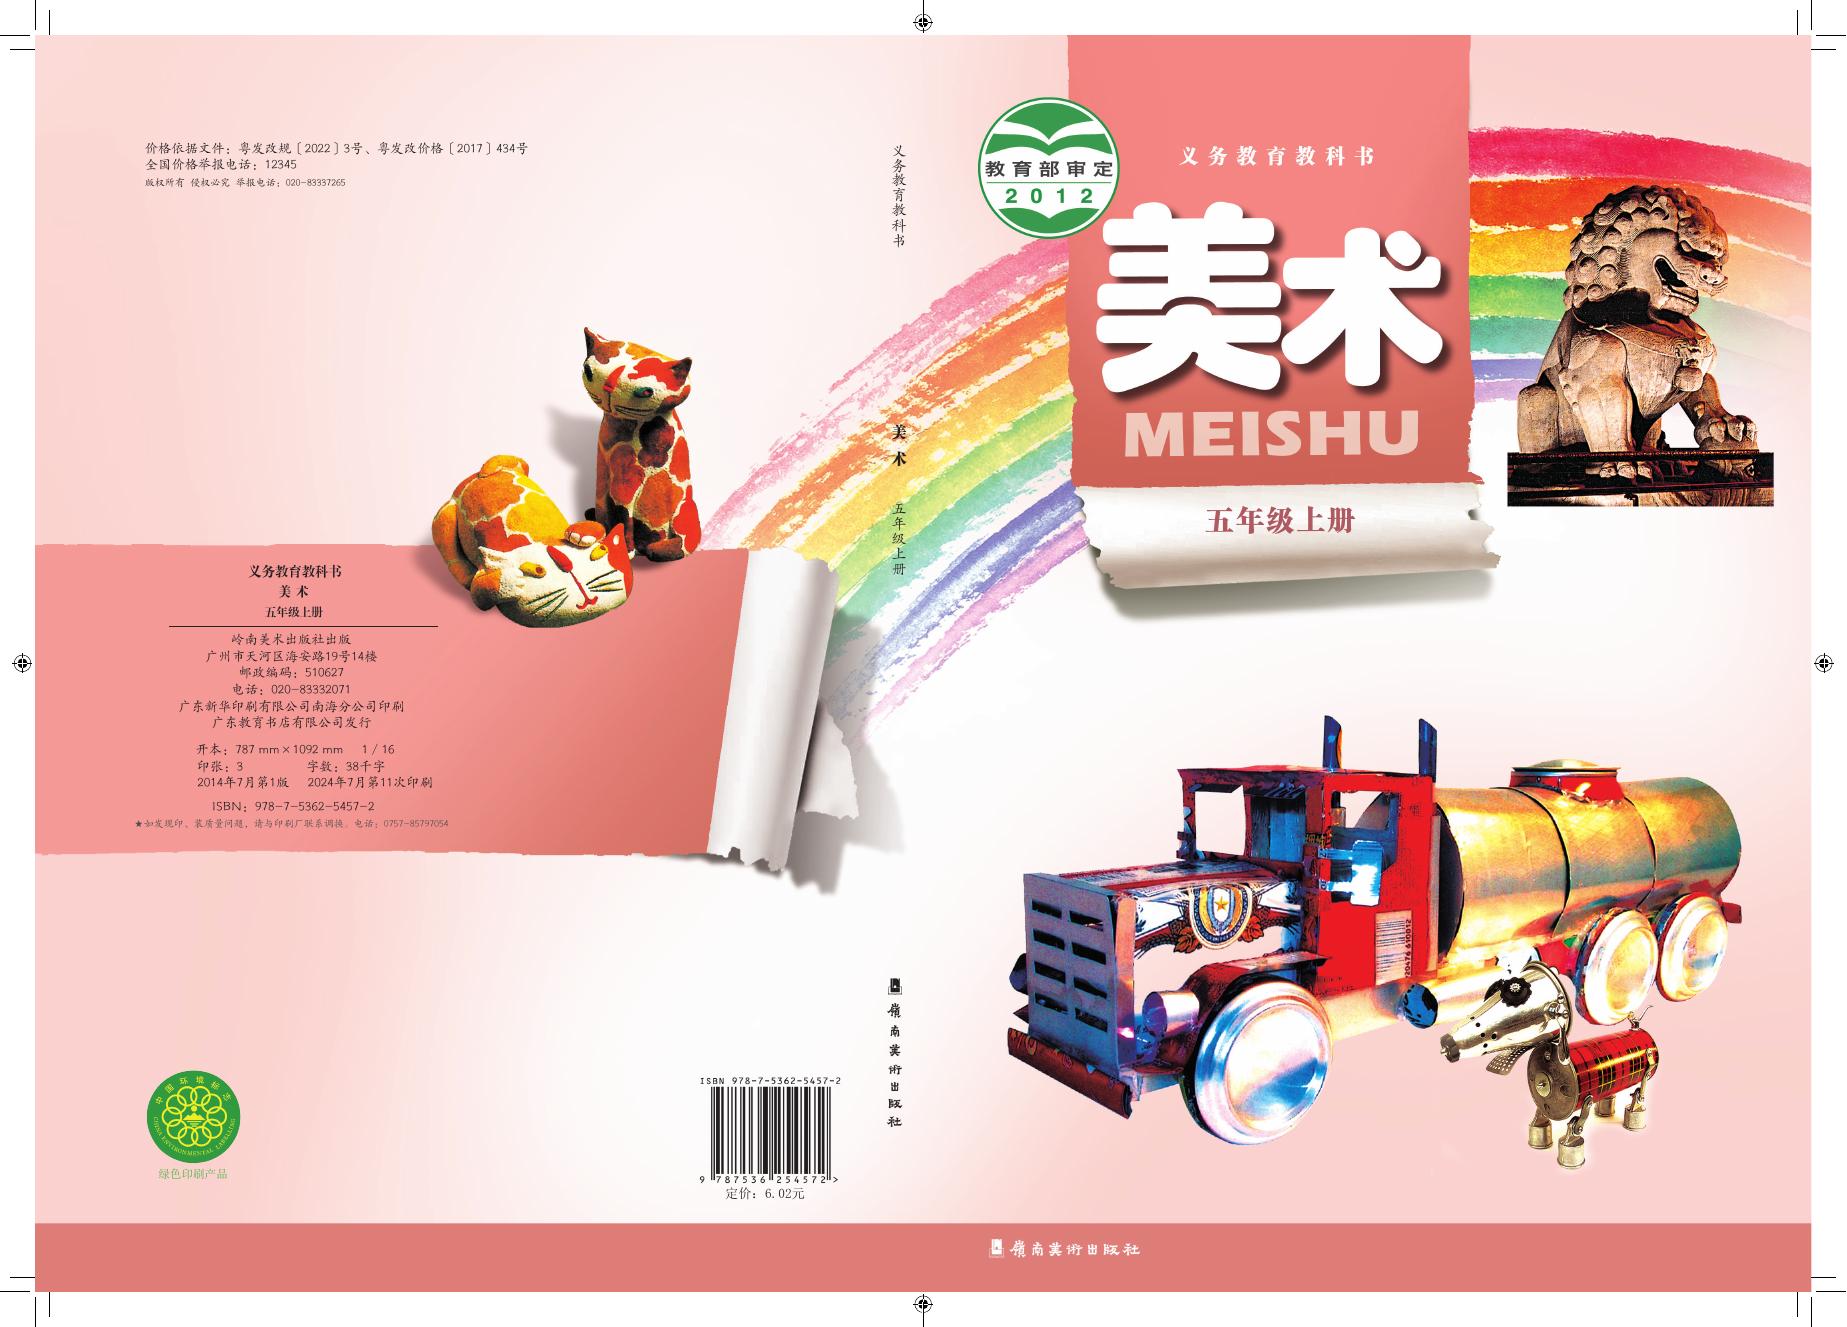 价格依据文件：粤发改规〔2022〕3号、粤发改价格〔2017〕434号
全国价格举报电话：12345
版权所有 侵权必究 举报电话：020-83337265
义务教育教科书
美术
五年级上册
岭南美术出版社出版
广州市天河区海安路19号14楼
邮政编码：510627
电话：020-83332071
广东新华印刷有限公司南海分公司印刷
广东教育书店有限公司发行
开本：787 mm×1092 mm 1 / 16
印张：3 字数：38千字
2014年7月第1版 2024年7月第11次印刷
ISBN：978-7-5362-5457-2
★如发现印、装质量问题，请与印刷厂联系调换。电话：0757-85797054
中国环境标志
CHINA ENVIRONMENTAL LABELLING
绿色印刷产品
ISBN 978-7-5362-5457-2
9 787536 254572 >
定价：6.02元
义务教育教科书
美术
五年级上册
嶺南美術出版社
教育部审定
2012
义务教育教科书
美术
MEISHU
五年级上册
嶺南美術出版社